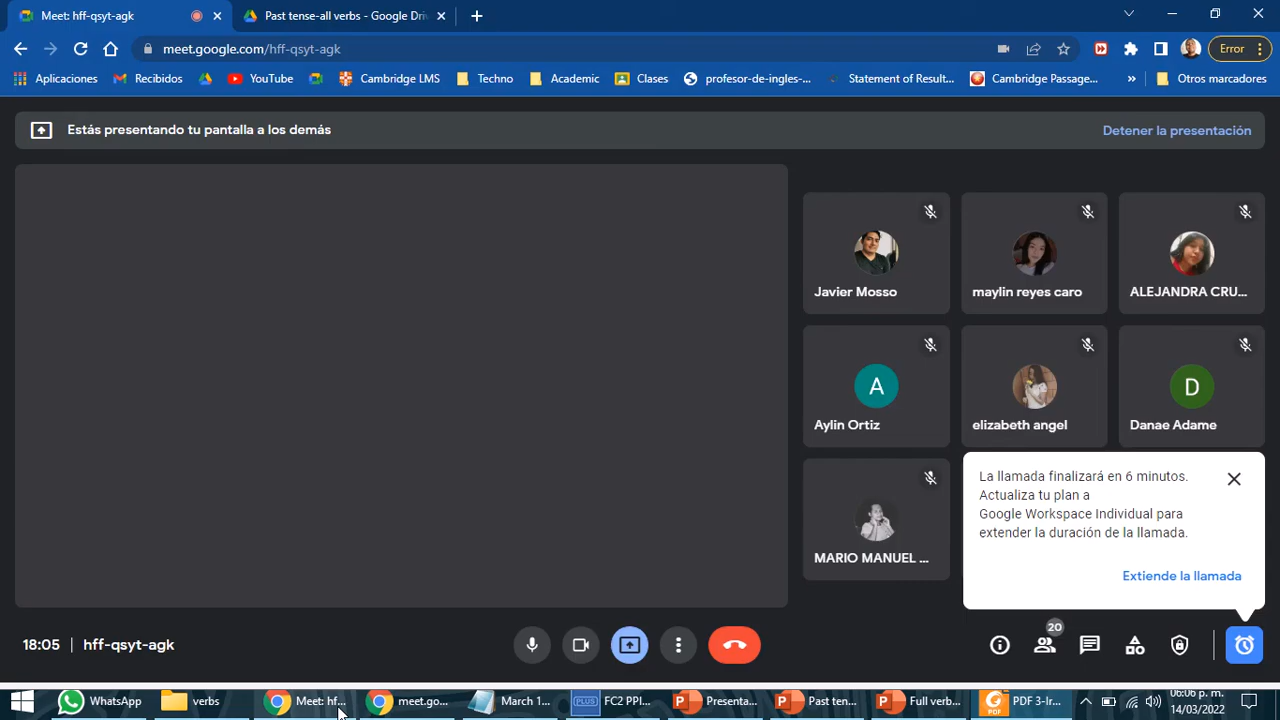 Meet: hff-qsyt-agk
Past tense-all verbs - Google Driv
meet.google.com/hff-qsyt-agk
Error
Aplicaciones
Recibidos
YouTube
Cambridge LMS
Techno
Academic
Clases
profesor-de-ingles-...
Statement of Result...
Cambridge Passage...
»
Otros marcadores
Estás presentando tu pantalla a los demás
Detener la presentación
Javier Mosso
maylin reyes caro
ALEJANDRA CRU...
A
D
Aylin Ortiz
elizabeth angel
Danae Adame
MARIO MANUEL ...
La llamada finalizará en 6 minutos.
Actualiza tu plan a
Google Workspace Individual para
extender la duración de la llamada.
Extiende la llamada
18:05 | hff-qsyt-agk
20
WhatsApp
verbs
Meet: hf...
meet.go...
March 1...
PLUS
FC2 PPI...
Presenta...
Past ten...
Full verb...
PDF
PDF 3-Ir...
06:06 p. m.
14/03/2022